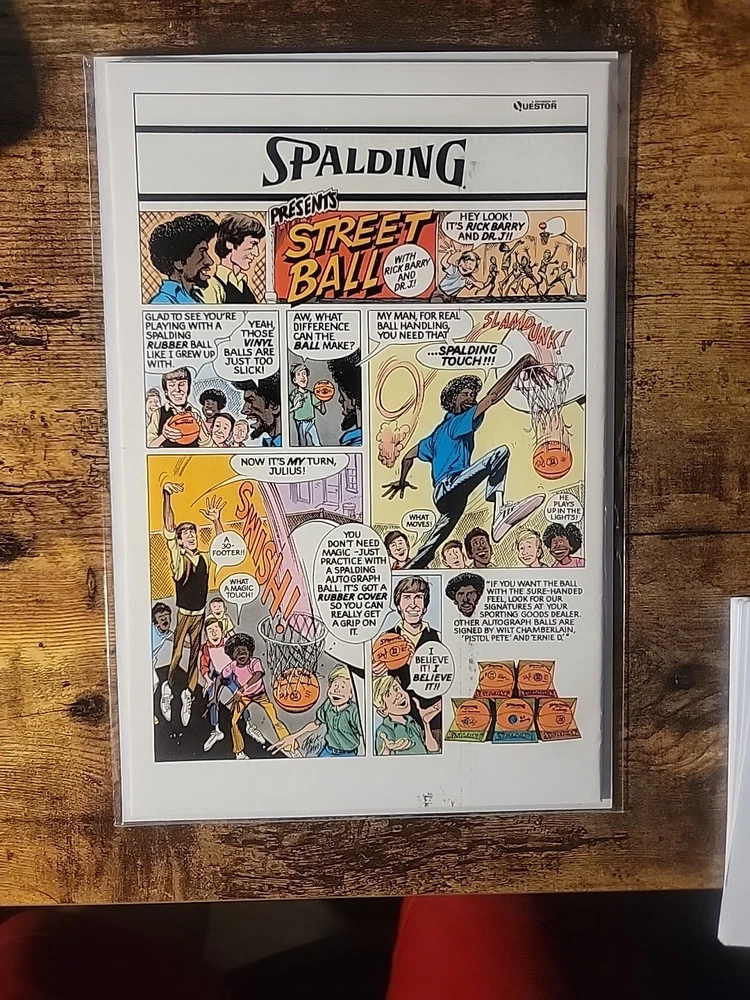 A DIVISION OF
QUESTOR
SPALDING
PRESENTS
STREET
BALL
WITH
RICK BARRY
AND
DR.J!
HEY LOOK!
IT'S RICK BARRY
AND DR.J!!
GLAD TO SEE YOU'RE
PLAYING WITH A
SPALDING
RUBBER BALL
LIKE I GREW UP
WITH.
YEAH,
THOSE
VINYL
BALLS ARE
JUST TOO
SLICK!
AW, WHAT
DIFFERENCE
CAN THE
BALL MAKE?
MY MAN, FOR REAL
BALL HANDLING,
YOU NEED THAT
...SPALDING
TOUCH!!!
SLAMDUNK!
WHAT
MOVES!
HE
PLAYS
UP IN THE
LIGHTS!
NOW IT'S MY TURN,
JULIUS!
A
30-
FOOTER!!
WHAT
A MAGIC
TOUCH!
SWISH!!
YOU
DON'T NEED
MAGIC -JUST
PRACTICE WITH
A SPALDING
AUTOGRAPH
BALL. IT'S GOT A
RUBBER COVER
SO YOU CAN
REALLY GET
A GRIP ON
IT.
I
BELIEVE
IT! I
BELIEVE
IT!!
"IF YOU WANT THE BALL
WITH THE SURE-HANDED
FEEL, LOOK FOR OUR
SIGNATURES AT YOUR
SPORTING GOODS DEALER.
OTHER AUTOGRAPH BALLS ARE
SIGNED BY WILT CHAMBERLAIN,
'PISTOL PETE' AND 'ERNIE D.'"